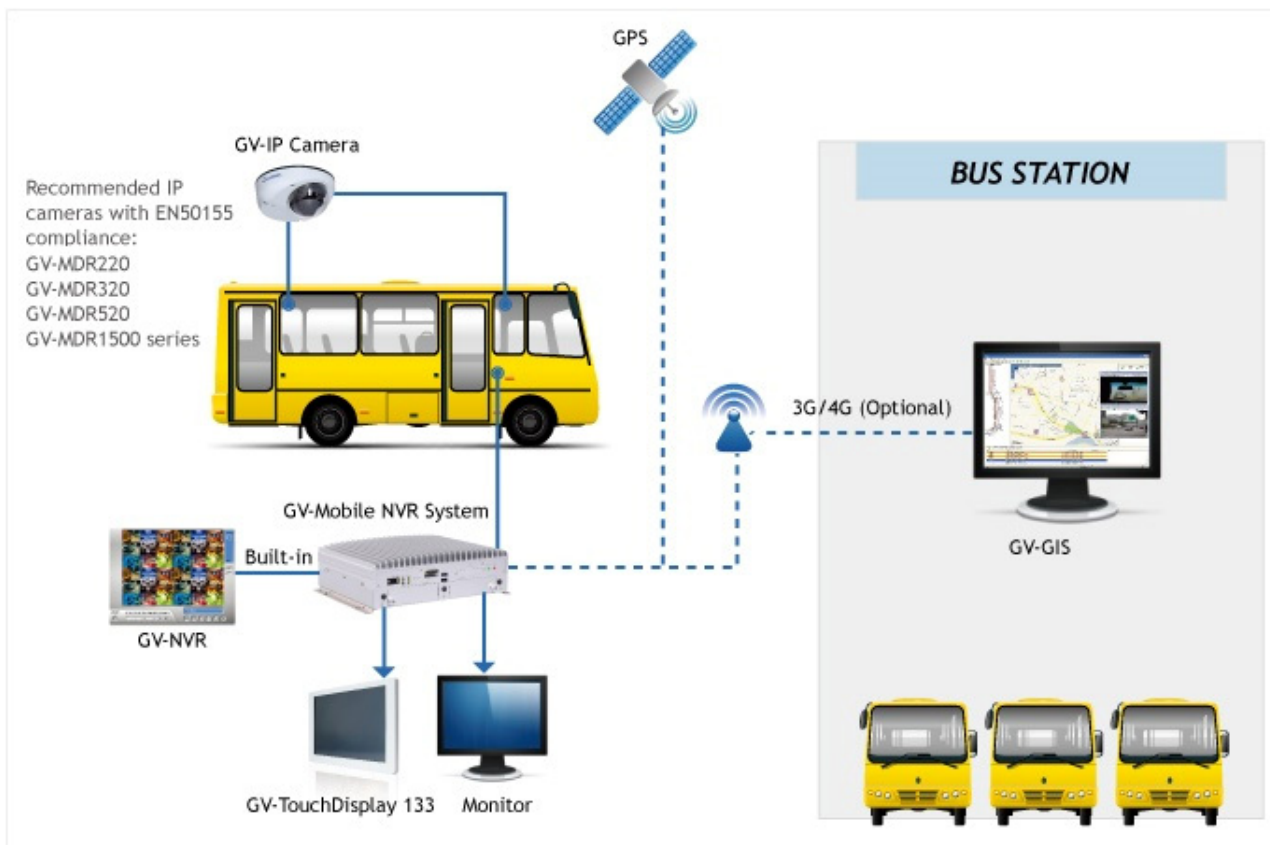 GPS
GV-IP Camera
Recommended IP
cameras with EN50155
compliance:
GV-MDR220
GV-MDR320
GV-MDR520
GV-MDR1500 series
BUS STATION
3G/4G (Optional)
GV-Mobile NVR System
Built-in
GV-NVR
GV-GIS
GV-TouchDisplay 133
Monitor